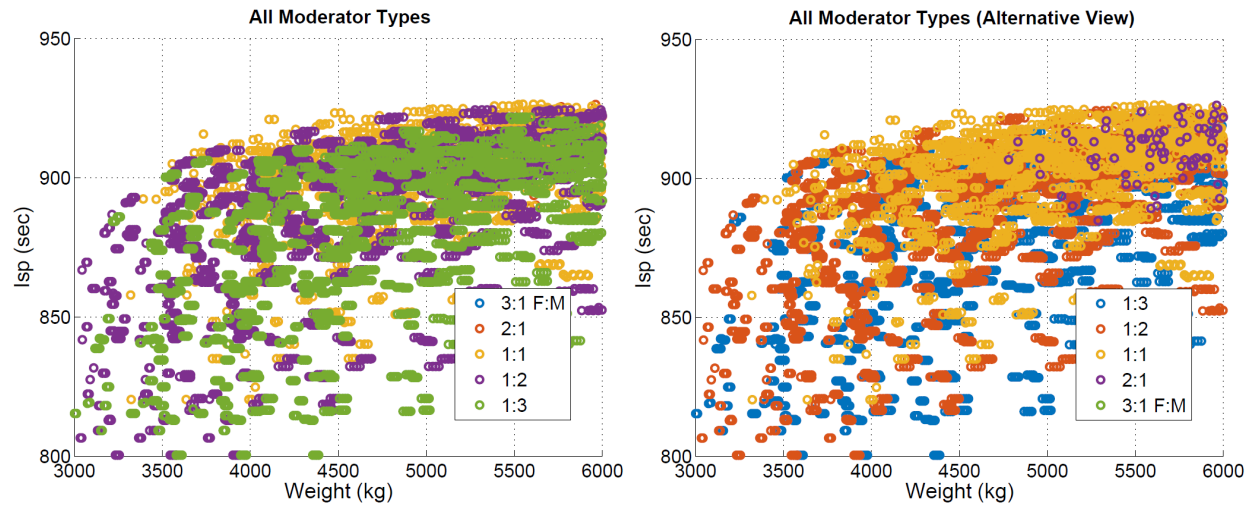 All Moderator Types
950
900
850
800
Isp (sec)
3000 3500 4000 4500 5000 5500 6000
Weight (kg)
3:1 F:M
2:1
1:1
1:2
1:3
All Moderator Types (Alternative View)
950
900
850
800
Isp (sec)
3000 3500 4000 4500 5000 5500 6000
Weight (kg)
1:3
1:2
1:1
2:1
3:1 F:M